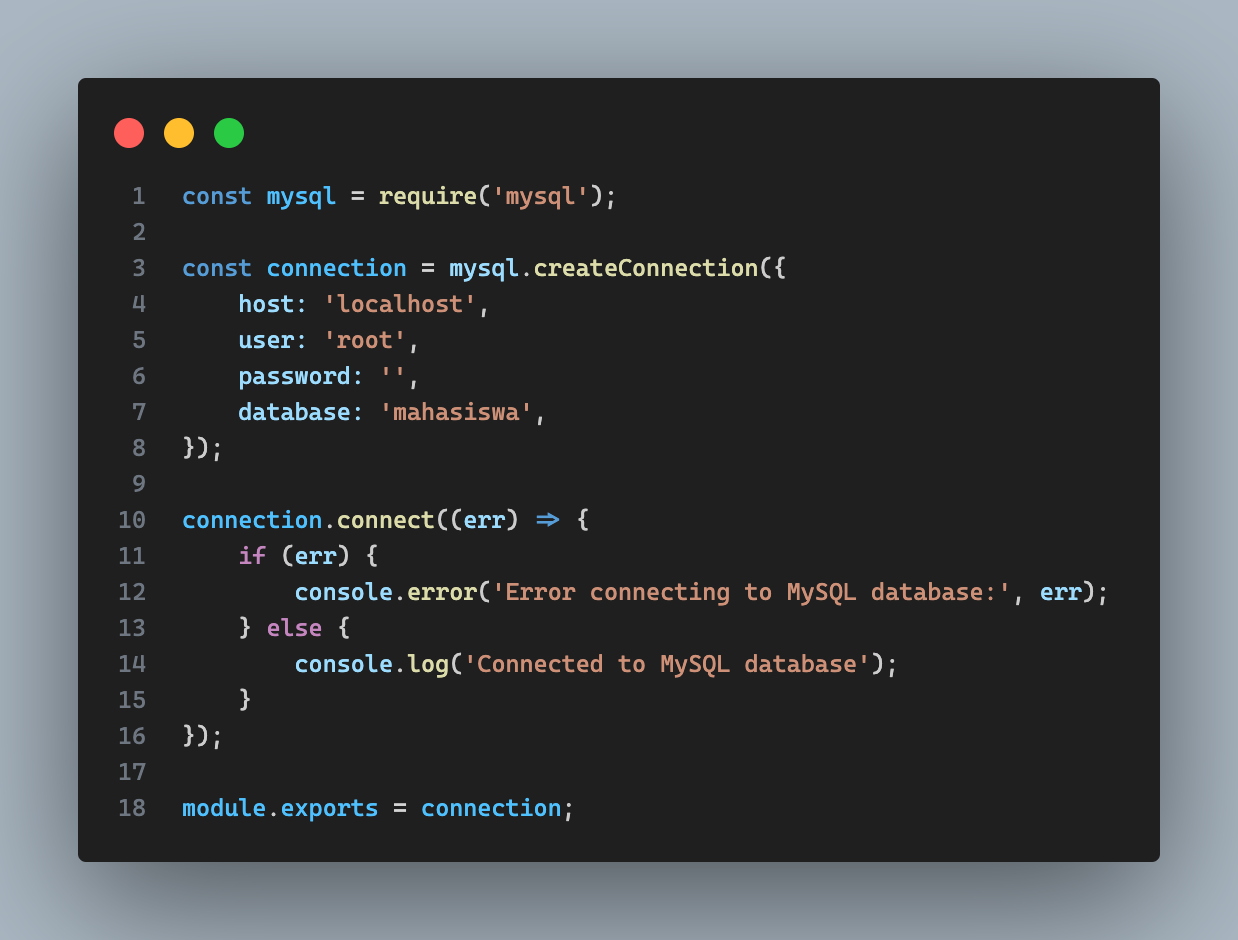 1 const mysql = require('mysql');
2
3 const connection = mysql.createConnection({
4     host: 'localhost',
5     user: 'root',
6     password: '',
7     database: 'mahasiswa',
8 });
9
10 connection.connect((err) => {
11     if (err) {
12         console.error('Error connecting to MySQL database:', err);
13     } else {
14         console.log('Connected to MySQL database');
15     }
16 });
17
18 module.exports = connection;